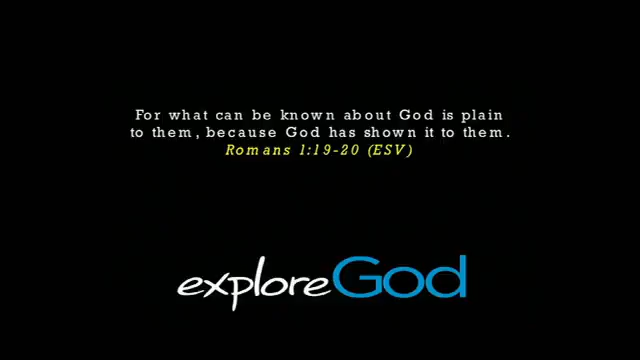 For what can be known about God is plain
to them, because God has shown it to them.
Romans 1:19-20 (ESV)
exploreGod